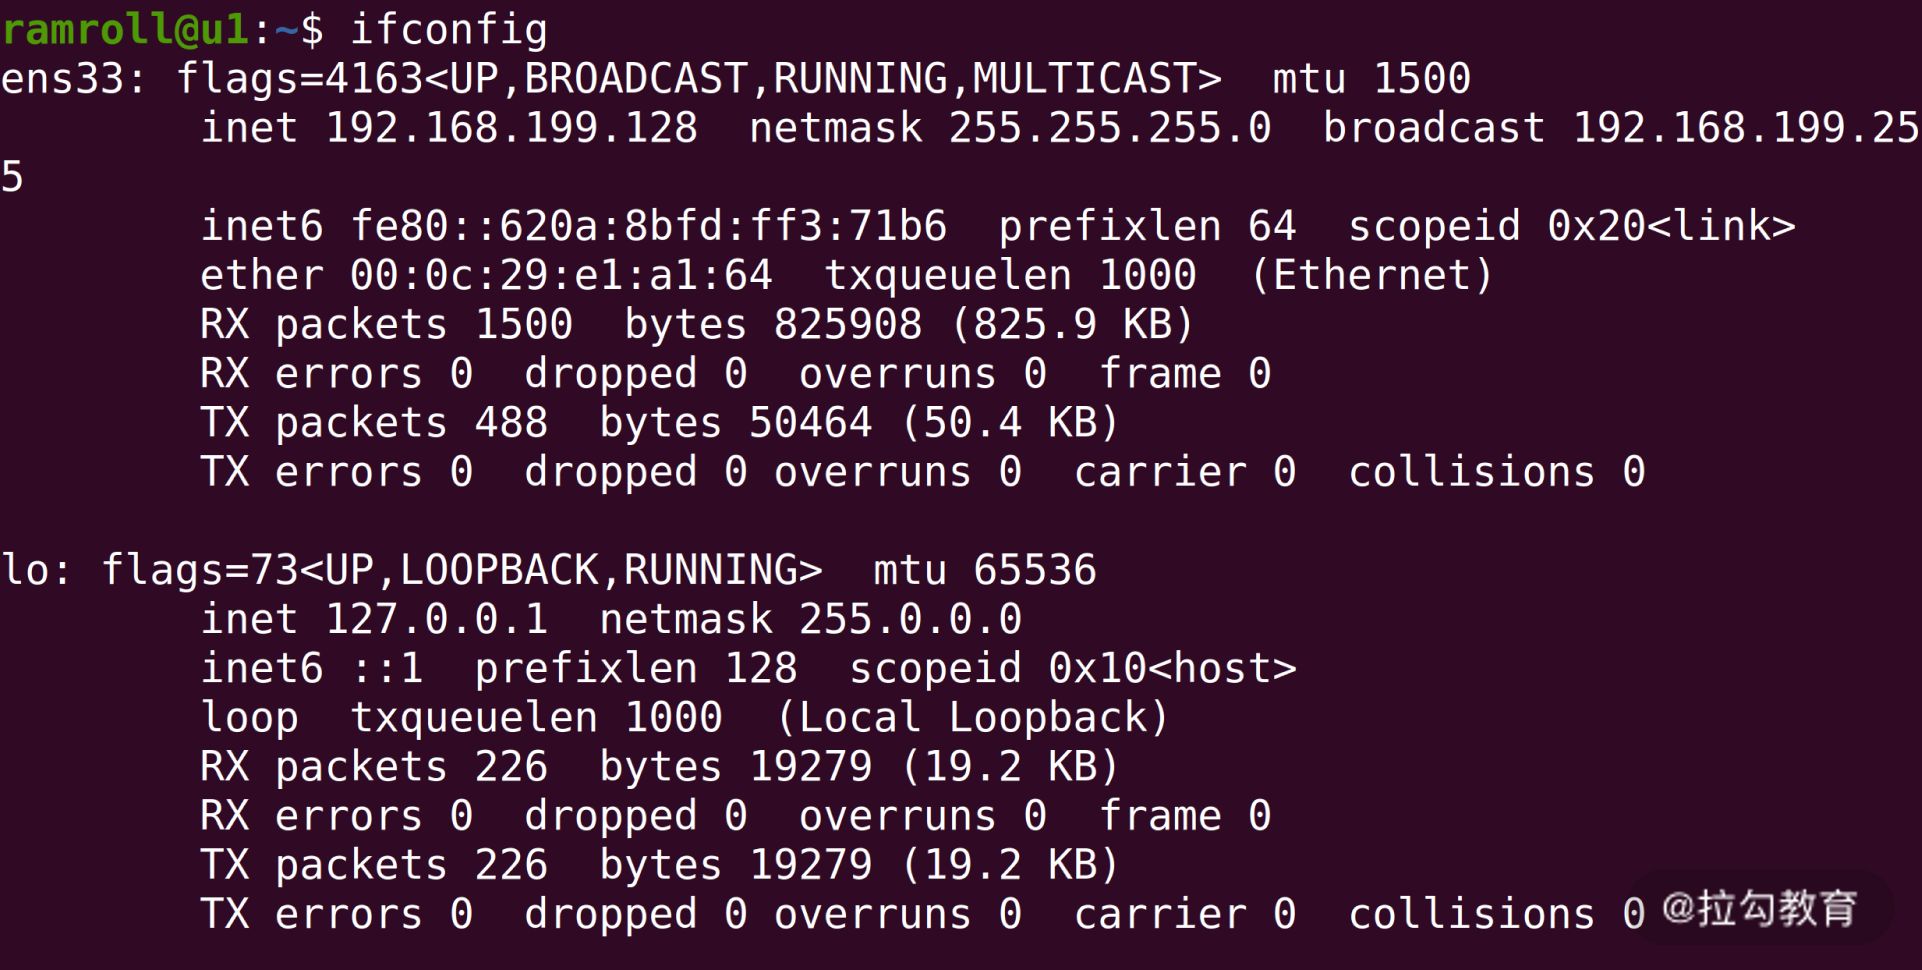 ramroll@u1:~$ ifconfig
ens33: flags=4163<UP,BROADCAST,RUNNING,MULTICAST>  mtu 1500
        inet 192.168.199.128  netmask 255.255.255.0  broadcast 192.168.199.25
5
        inet6 fe80::620a:8bfd:ff3:71b6  prefixlen 64  scopeid 0x20<link>
        ether 00:0c:29:e1:a1:64  txqueuelen 1000  (Ethernet)
        RX packets 1500  bytes 825908 (825.9 KB)
        RX errors 0  dropped 0  overruns 0  frame 0
        TX packets 488  bytes 50464 (50.4 KB)
        TX errors 0  dropped 0 overruns 0  carrier 0  collisions 0

lo: flags=73<UP,LOOPBACK,RUNNING>  mtu 65536
        inet 127.0.0.1  netmask 255.0.0.0
        inet6 ::1  prefixlen 128  scopeid 0x10<host>
        loop  txqueuelen 1000  (Local Loopback)
        RX packets 226  bytes 19279 (19.2 KB)
        RX errors 0  dropped 0  overruns 0  frame 0
        TX packets 226  bytes 19279 (19.2 KB)
        TX errors 0  dropped 0 overruns 0  carrier 0  collisions 0
@拉勾教育